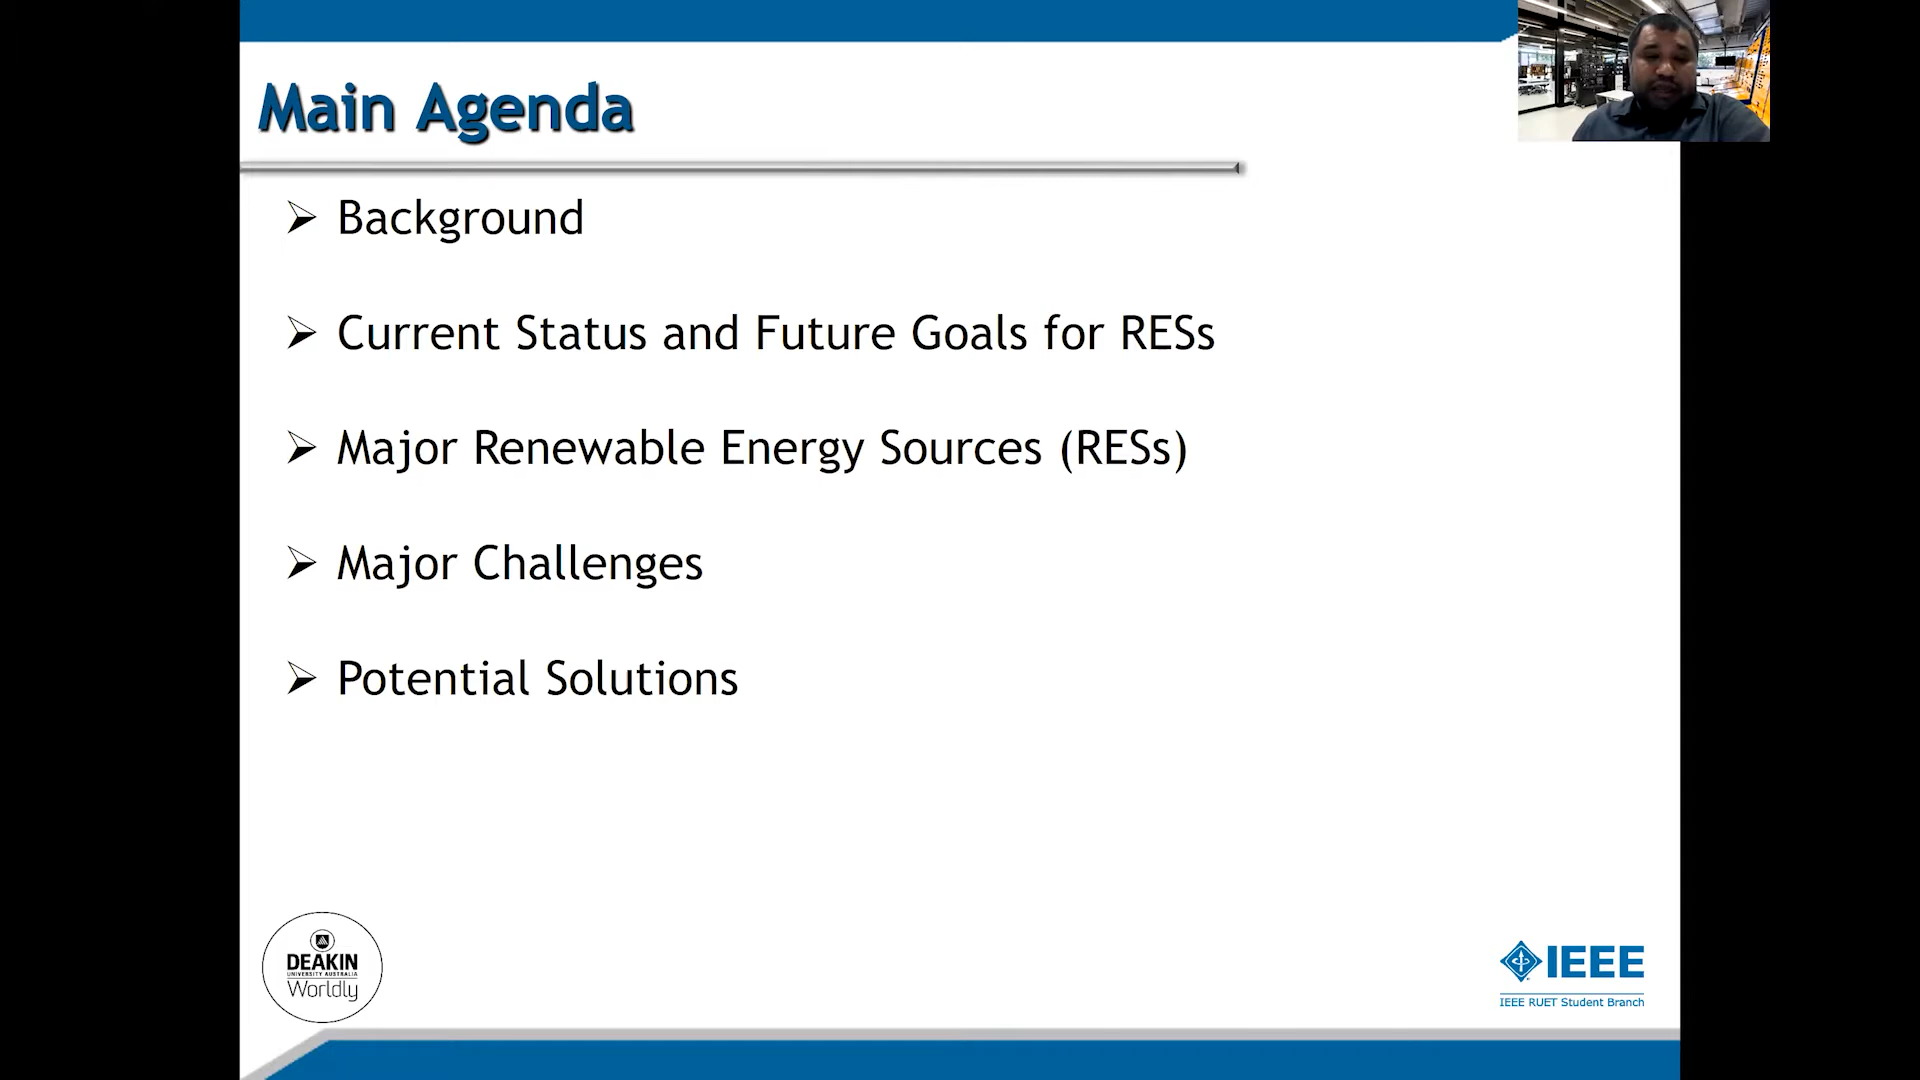 Main Agenda
Background
Current Status and Future Goals for RESs
Major Renewable Energy Sources (RESs)
Major Challenges
Potential Solutions
DEAKIN
UNIVERSITY AUSTRALIA
Worldly
IEEE
IEEE RUET Student Branch